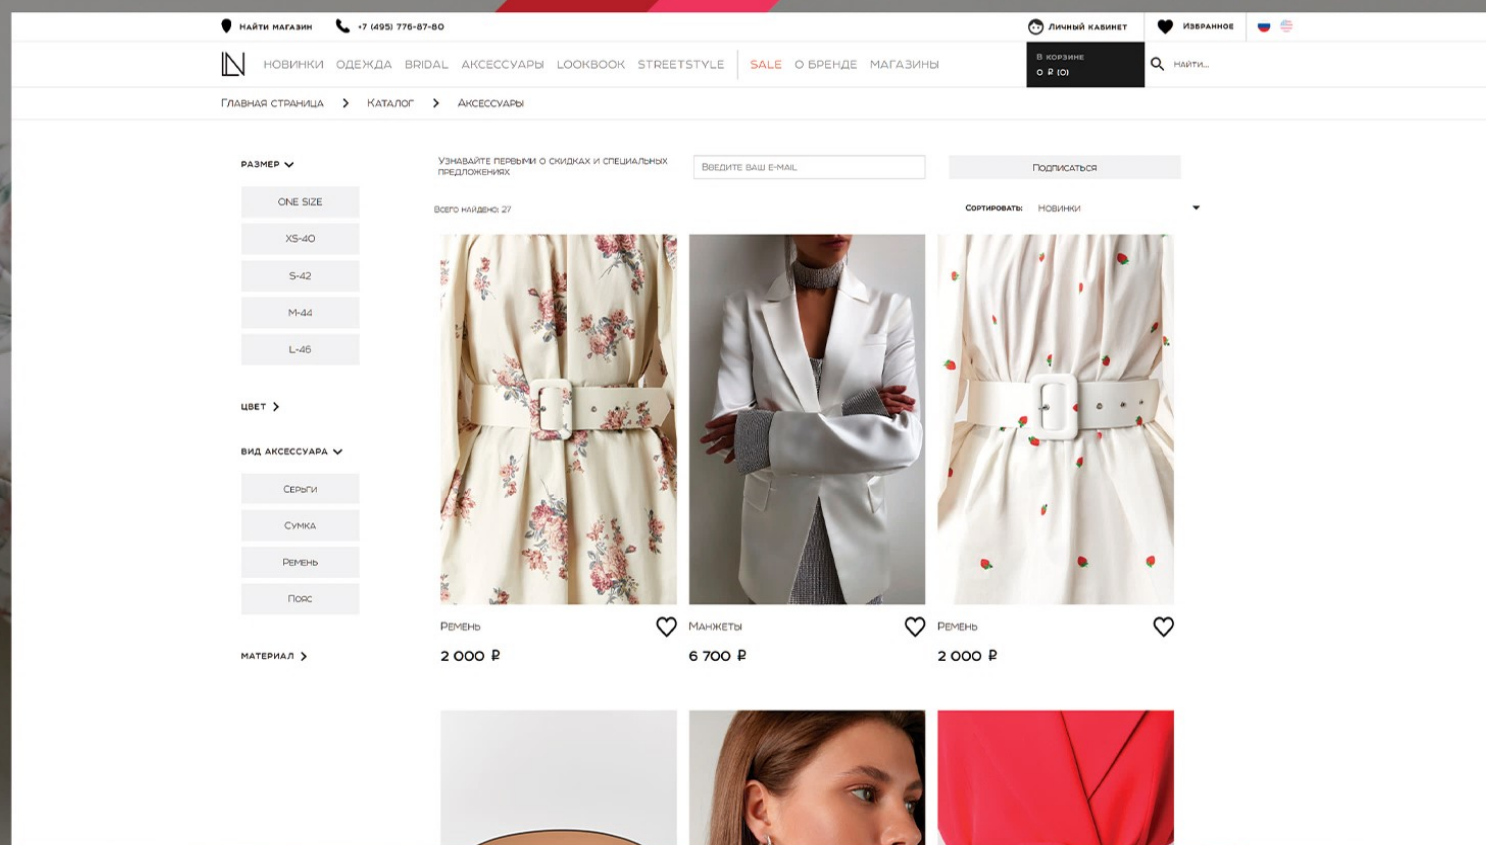 Найти магазин
+7 (495) 776-87-80
Личный кабинет
Избранное
НОВИНКИ
ОДЕЖДА
BRIDAL
АКСЕССУАРЫ
LOOKBOOK
STREETSTYLE
SALE
О БРЕНДЕ
МАГАЗИНЫ
В корзине
0 ₽ (0)
Найти...
Главная страница
Каталог
Аксессуары
РАЗМЕР
ONE SIZE
XS-40
S-42
M-44
L-46
ЦВЕТ
ВИД АКСЕССУАРА
Серьги
Сумка
Ремень
Пояс
МАТЕРИАЛ
Узнавайте первыми о скидках и специальных
предложениях
Введите ваш e-mail
Подписаться
Всего найдено: 27
Сортировать:
НОВИНКИ
Ремень
2 000 ₽
Манжеты
6 700 ₽
Ремень
2 000 ₽